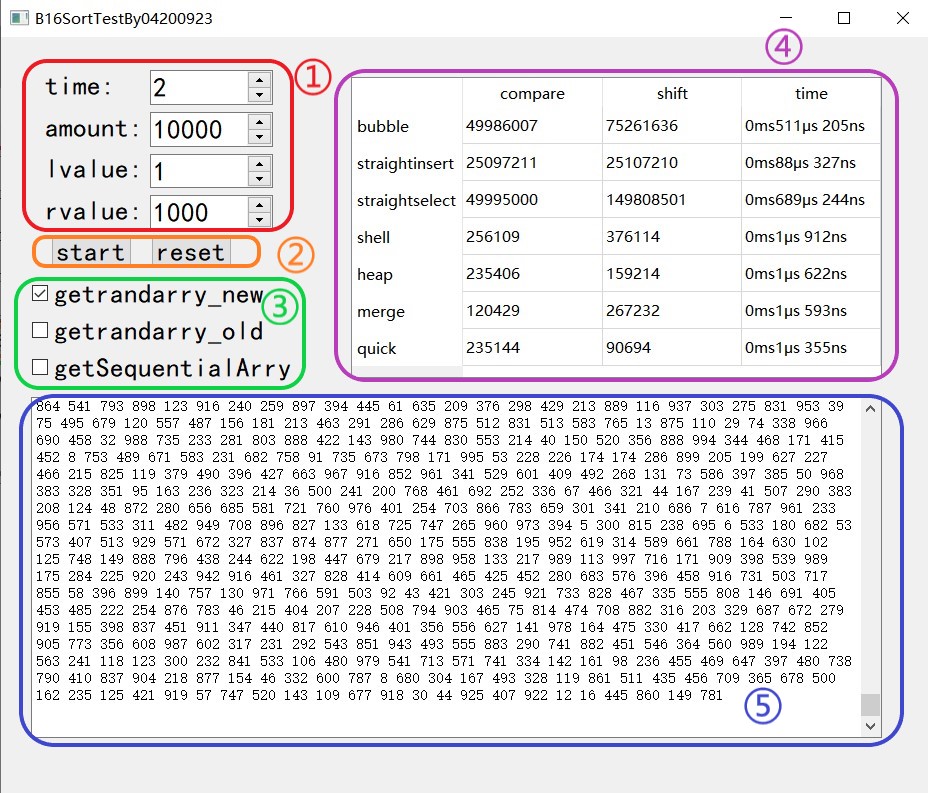 B16SortTestBy04200923
①
time: 2
amount: 10000
lvalue: 1
rvalue: 1000
start reset
②
③
getrandarry_new
getrandarry_old
getSequentialArry
④
compare shift time
bubble 49986007 75261636 0ms511μs 205ns
straightinsert 25097211 25107210 0ms88μs 327ns
straightselect 49995000 149808501 0ms689μs 244ns
shell 256109 376114 0ms1μs 912ns
heap 235406 159214 0ms1μs 622ns
merge 120429 267232 0ms1μs 593ns
quick 235144 90694 0ms1μs 355ns
864 541 793 898 123 916 240 259 897 394 445 61 635 209 376 298 429 213 889 116 937 303 275 831 953 39
75 495 679 120 557 487 156 181 213 463 291 286 629 875 512 831 513 583 765 13 875 110 29 74 338 966
690 458 32 988 735 233 281 803 888 422 143 980 744 830 553 214 40 150 520 356 888 994 344 468 171 415
452 8 753 489 671 583 231 682 758 91 735 673 798 171 995 53 228 226 174 174 286 899 205 199 627 227
466 215 825 119 379 490 396 427 663 967 916 852 961 341 529 601 409 492 268 131 73 586 397 385 50 968
383 328 351 95 163 236 323 214 36 500 241 200 768 461 692 252 336 67 466 321 44 167 239 41 507 290 383
208 124 48 872 280 656 685 581 721 760 976 401 254 703 866 783 659 301 341 210 686 7 616 787 961 233
956 571 533 311 482 949 708 896 827 133 618 725 747 265 960 973 394 5 300 815 238 695 6 533 180 682 53
573 407 513 929 571 672 327 837 874 877 271 650 175 555 838 195 952 619 314 589 661 788 164 630 102
125 748 149 888 796 438 244 622 198 447 679 217 898 958 133 217 989 113 997 716 171 909 398 539 989
175 284 225 920 243 942 916 461 327 828 414 609 661 465 425 452 280 683 576 396 458 916 731 503 717
855 58 396 899 140 757 130 971 766 591 503 92 43 421 303 245 921 733 828 467 335 555 808 146 691 405
453 485 222 254 876 783 46 215 404 207 228 508 794 903 465 75 814 474 708 882 316 203 329 687 672 279
919 155 398 837 451 911 347 440 817 610 946 401 356 556 627 141 978 164 475 330 417 662 128 742 852
905 773 356 608 987 602 317 231 292 543 851 943 493 555 883 290 741 882 451 546 364 560 989 194 122
563 241 118 123 300 232 841 533 106 480 979 541 713 571 741 334 142 161 98 236 455 469 647 397 480 738
790 410 837 904 218 877 154 46 332 600 787 8 680 304 167 493 328 119 861 511 435 456 709 365 678 500
162 235 125 421 919 57 747 520 143 109 677 918 30 44 925 407 922 12 16 445 860 149 781
⑤